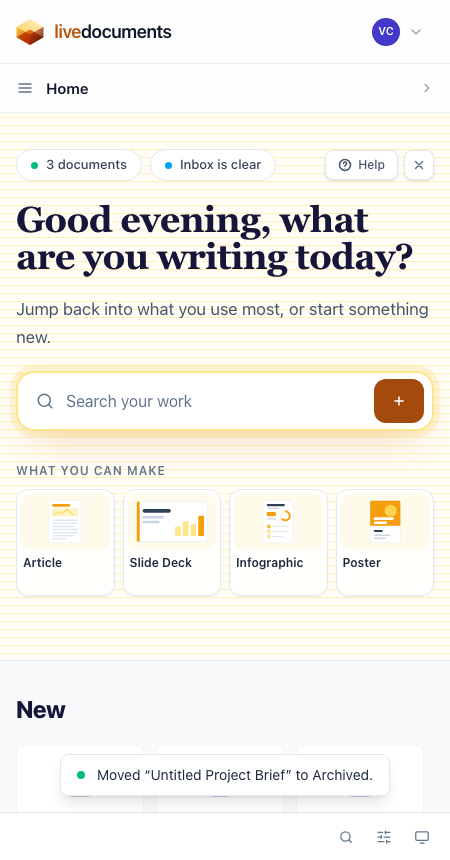 livedocuments
VC
Home
3 documents
Inbox is clear
Help
Good evening, what
are you writing today?
Jump back into what you use most, or start something
new.
Search your work
WHAT YOU CAN MAKE
Article
Slide Deck
Infographic
Poster
New
Moved “Untitled Project Brief” to Archived.